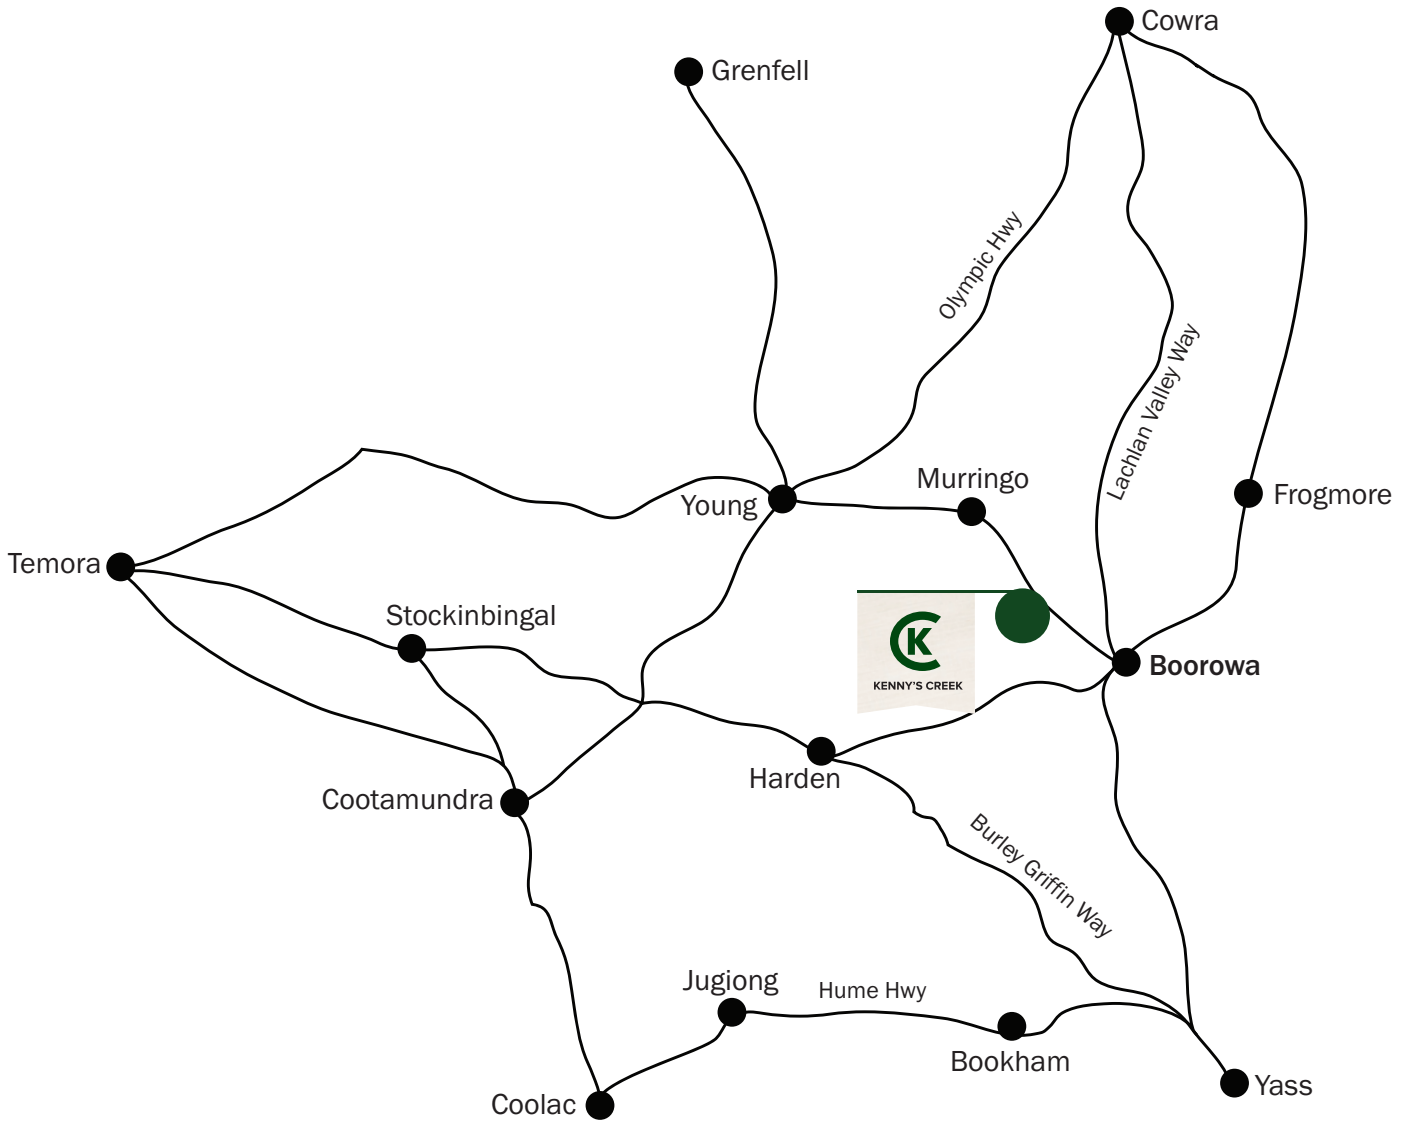 Cowra
Grenfell
Olympic Hwy
Lachlan Valley Way
Murringo
Young
Frogmore
Temora
Stockinbingal
CK
KENNY'S CREEK
Boorowa
Harden
Cootamundra
Burley Griffin Way
Jugiong
Hume Hwy
Bookham
Yass
Coolac